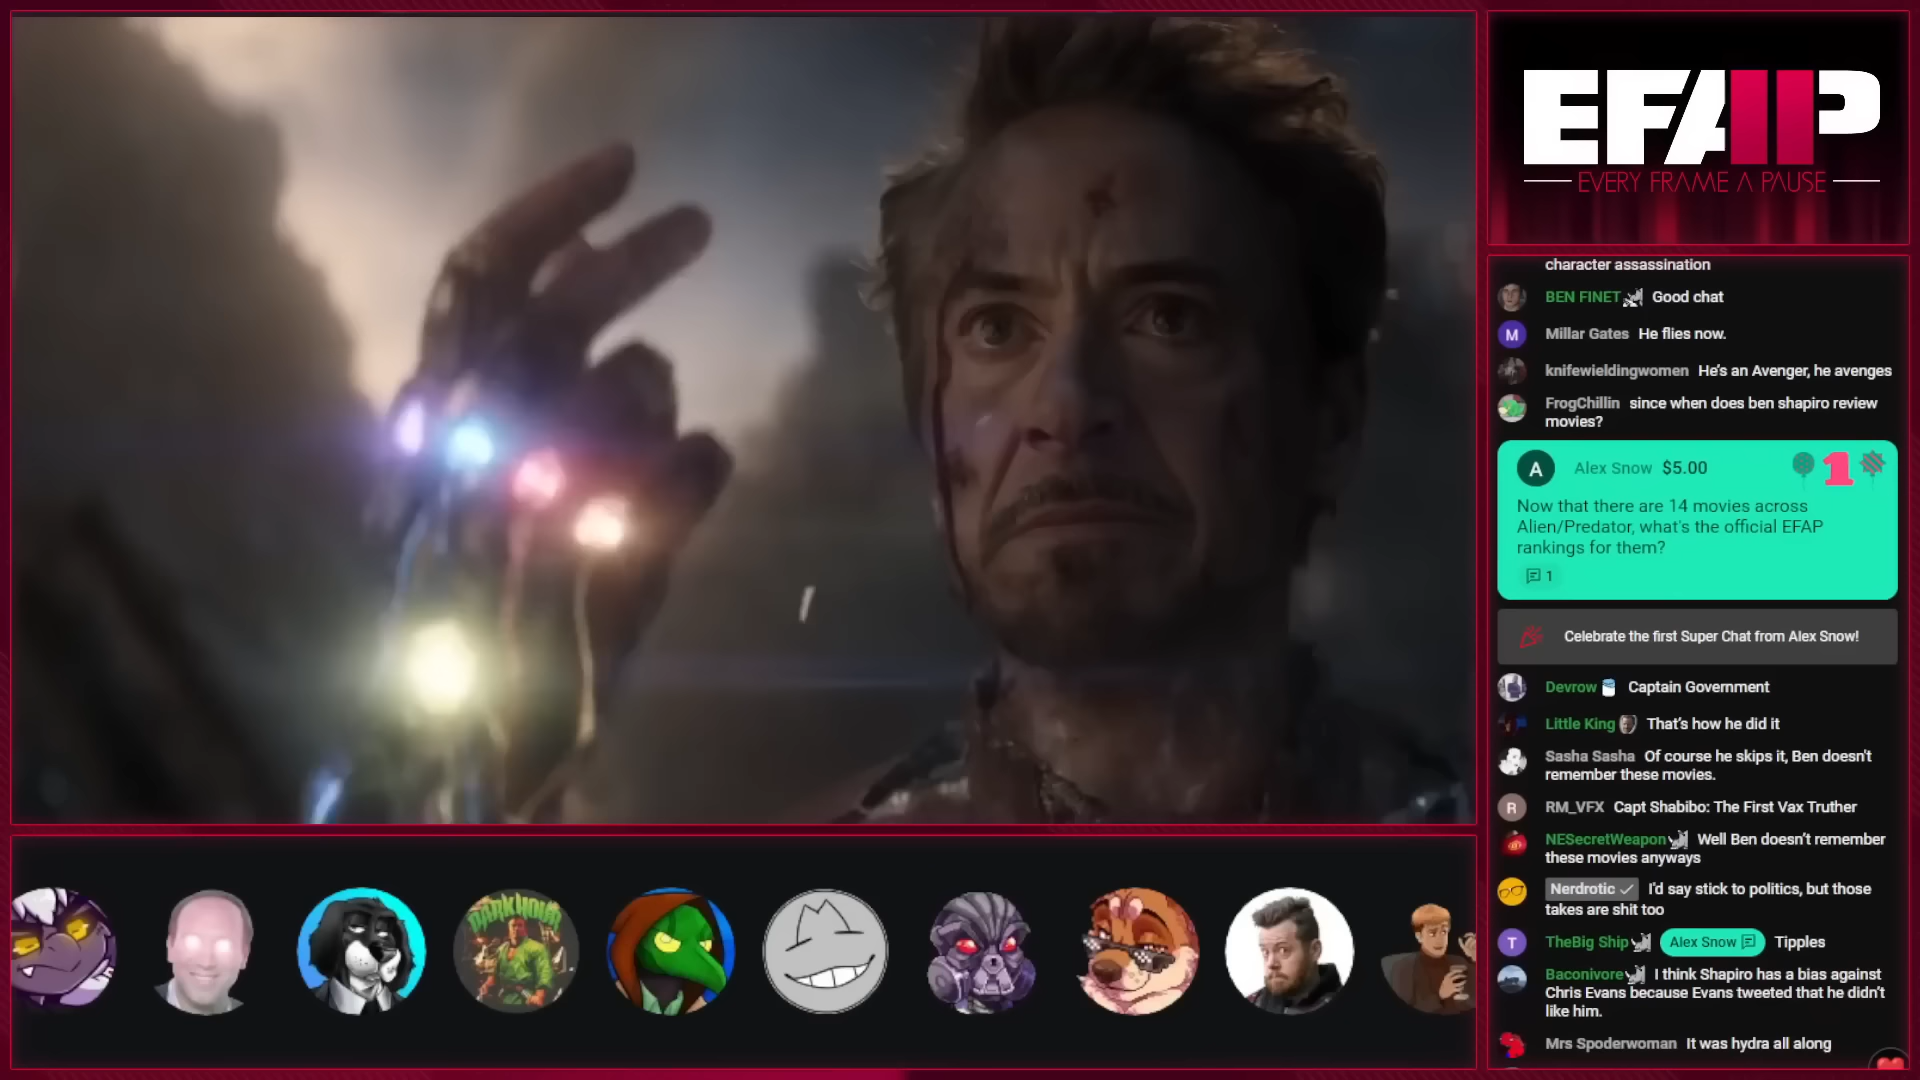 EFAP
EVERY FRAME A PAUSE
character assassination
BEN FINET Good chat
M Millar Gates He flies now.
knifewieldingwomen He's an Avenger, he avenges
FrogChillin since when does ben shapiro review
movies?
A Alex Snow $5.00 1
Now that there are 14 movies across
Alien/Predator, what's the official EFAP
rankings for them?
1
Celebrate the first Super Chat from Alex Snow!
Devrow Captain Government
Little King That's how he did it
Sasha Sasha Of course he skips it, Ben doesn't
remember these movies.
R RM_VFX Capt Shabibo: The First Vax Truther
NESecretWeapon Well Ben doesn't remember
these movies anyways
Nerdrotic I'd say stick to politics, but those
takes are shit too
T TheBig Ship Alex Snow Tipples
Baconivore I think Shapiro has a bias against
Chris Evans because Evans tweeted that he didn't
like him.
Mrs Spoderwoman It was hydra all along
DARK HOUR